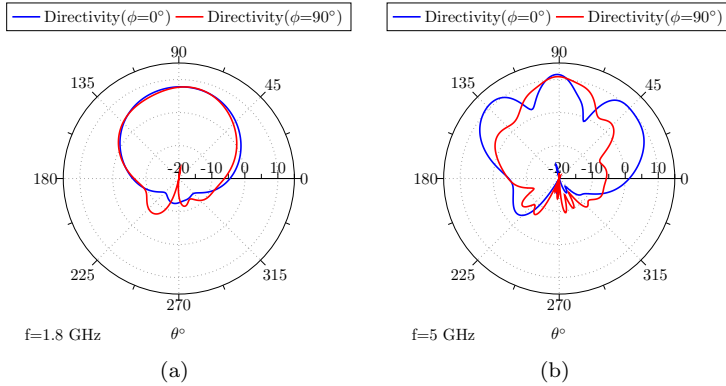 Directivity(ϕ=0°) Directivity(ϕ=90°)
90
135 45
180 -20 -10 0 10 0
225 315
270
f=1.8 GHz θ°
(a)
Directivity(ϕ=0°) Directivity(ϕ=90°)
90
135 45
180 -20 -10 0 10 0
225 315
270
f=5 GHz θ°
(b)